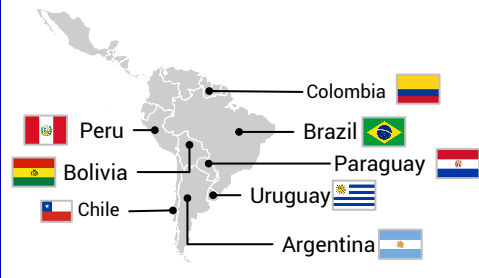 Colombia
Peru
Brazil
Bolivia
Paraguay
Uruguay
Chile
Argentina